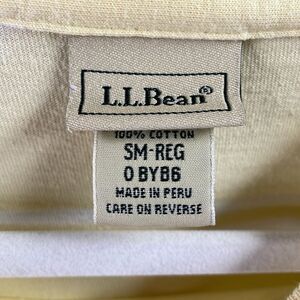 L.L.Bean®
100% COTTON
SM-REG
0 BYB6
MADE IN PERU
CARE ON REVERSE